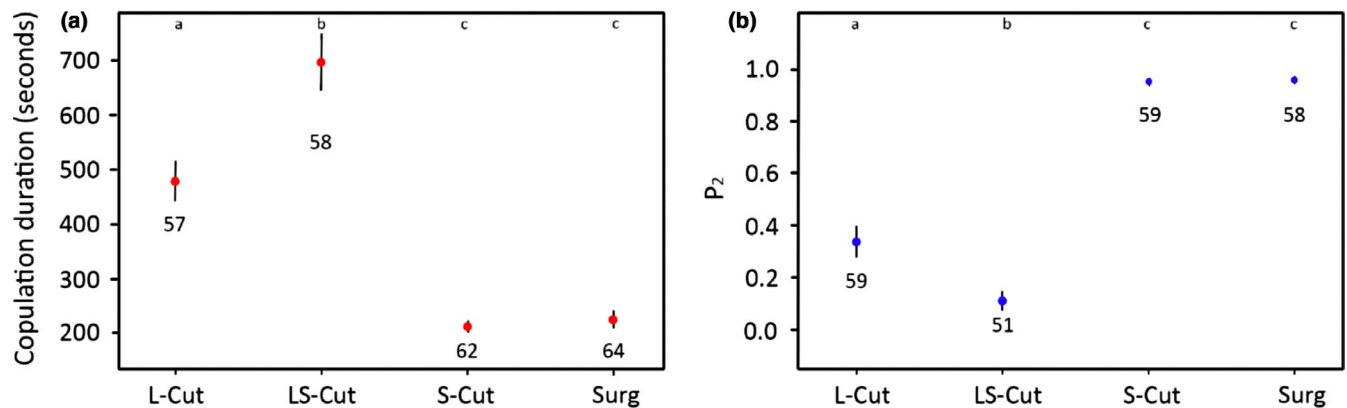 (a)
a b c c
Copulation duration (seconds)
700
600
500
400
300
200
57
58
62
64
L-Cut LS-Cut S-Cut Surg
(b)
a b c c
P2
1.0
0.8
0.6
0.4
0.2
0.0
59
51
59
58
L-Cut LS-Cut S-Cut Surg